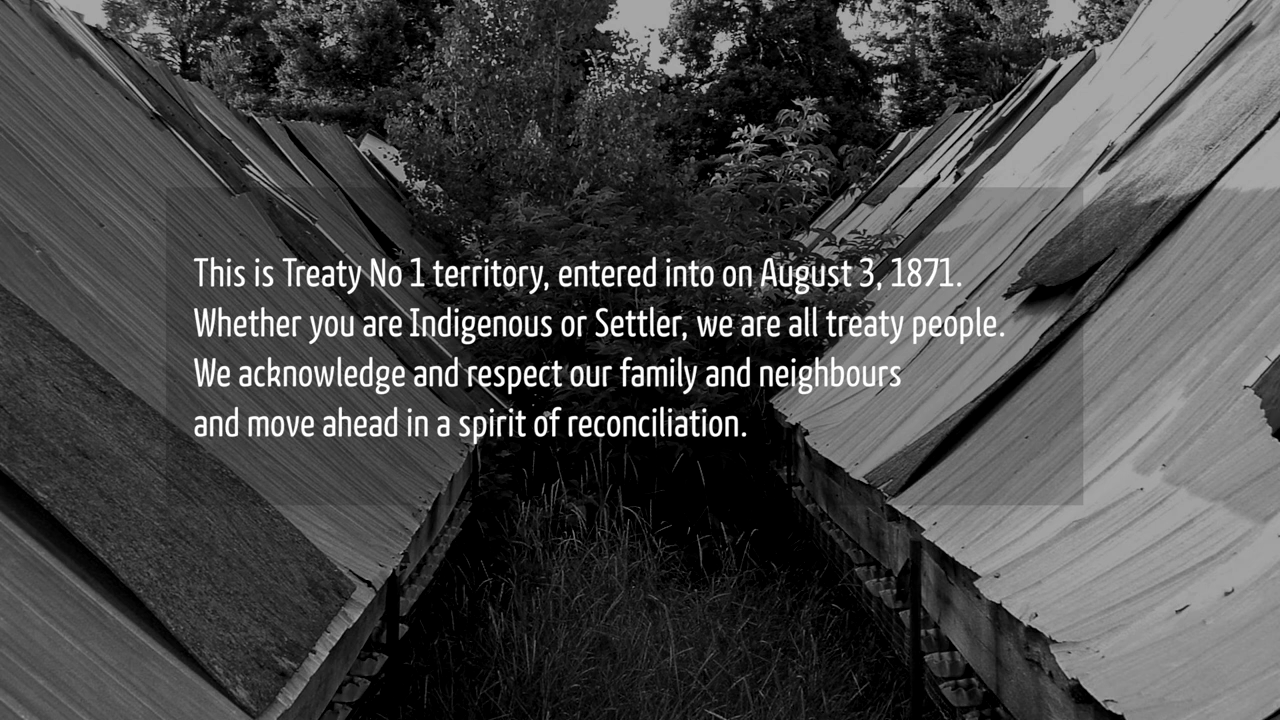 This is Treaty No 1 territory, entered into on August 3, 1871.
Whether you are Indigenous or Settler, we are all treaty people.
We acknowledge and respect our family and neighbours
and move ahead in a spirit of reconciliation.